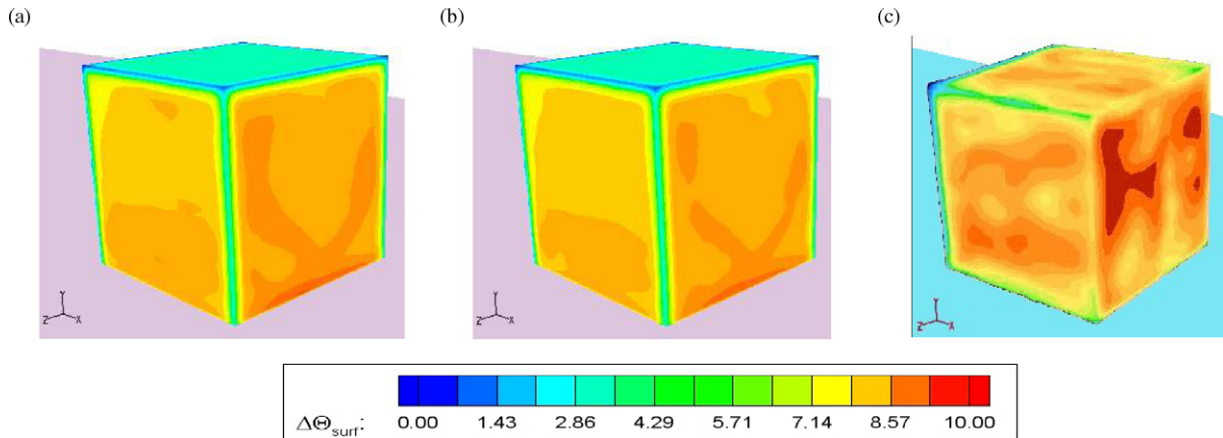 (a)
(b)
(c)
Y
Z X
Y
Z X
Y
Z X
ΔΘsurf: 0.00 1.43 2.86 4.29 5.71 7.14 8.57 10.00